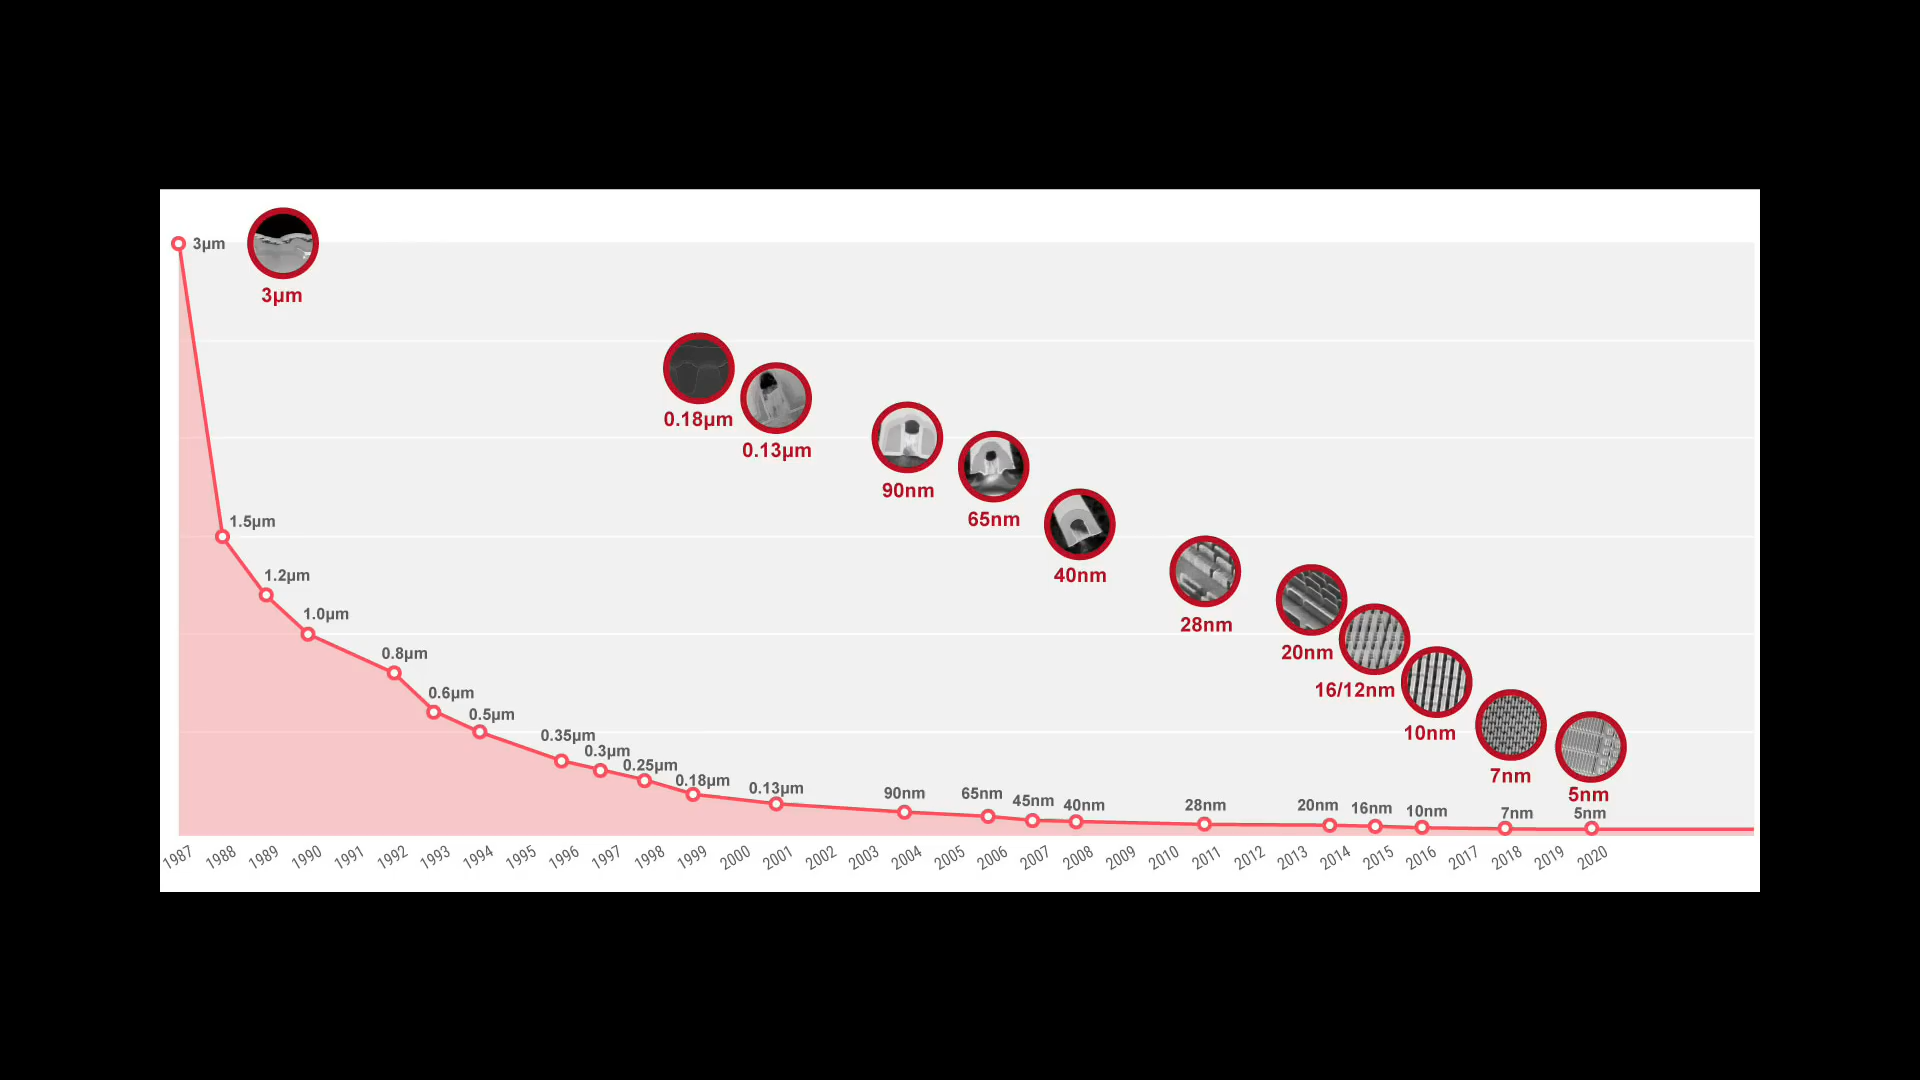 3µm
3µm
0.18µm
0.13µm
90nm
65nm
1.5µm
40nm
1.2µm
1.0µm
28nm
0.8µm
20nm
0.6µm
16/12nm
0.5µm
0.35µm
10nm
0.3µm
0.25µm
7nm
0.18µm
0.13µm
90nm
65nm
5nm
45nm
40nm
28nm
20nm
16nm
10nm
7nm
5nm
1987 1988 1989 1990 1991 1992 1993 1994 1995 1996 1997 1998 1999 2000 2001 2002 2003 2004 2005 2006 2007 2008 2009 2010 2011 2012 2013 2014 2015 2016 2017 2018 2019 2020